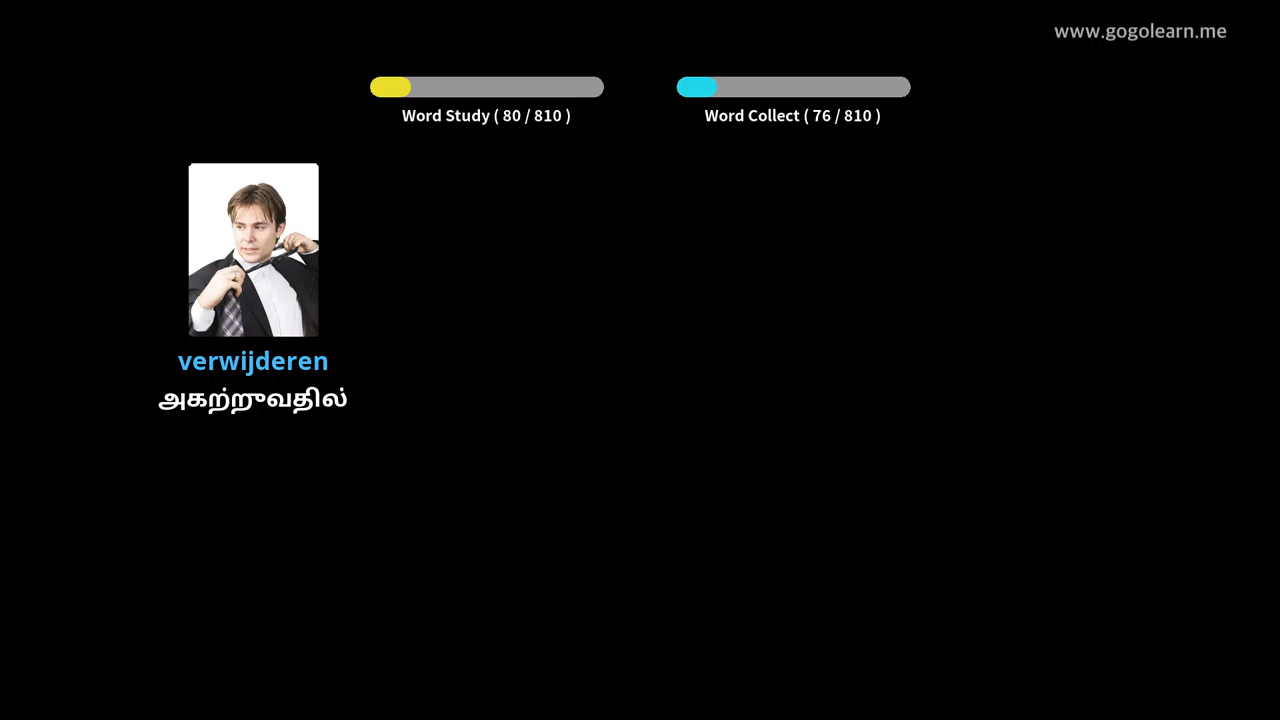 www.gogolearn.me
Word Study ( 80 / 810 )
Word Collect ( 76 / 810 )
verwijderen
அகற்றுவதில்